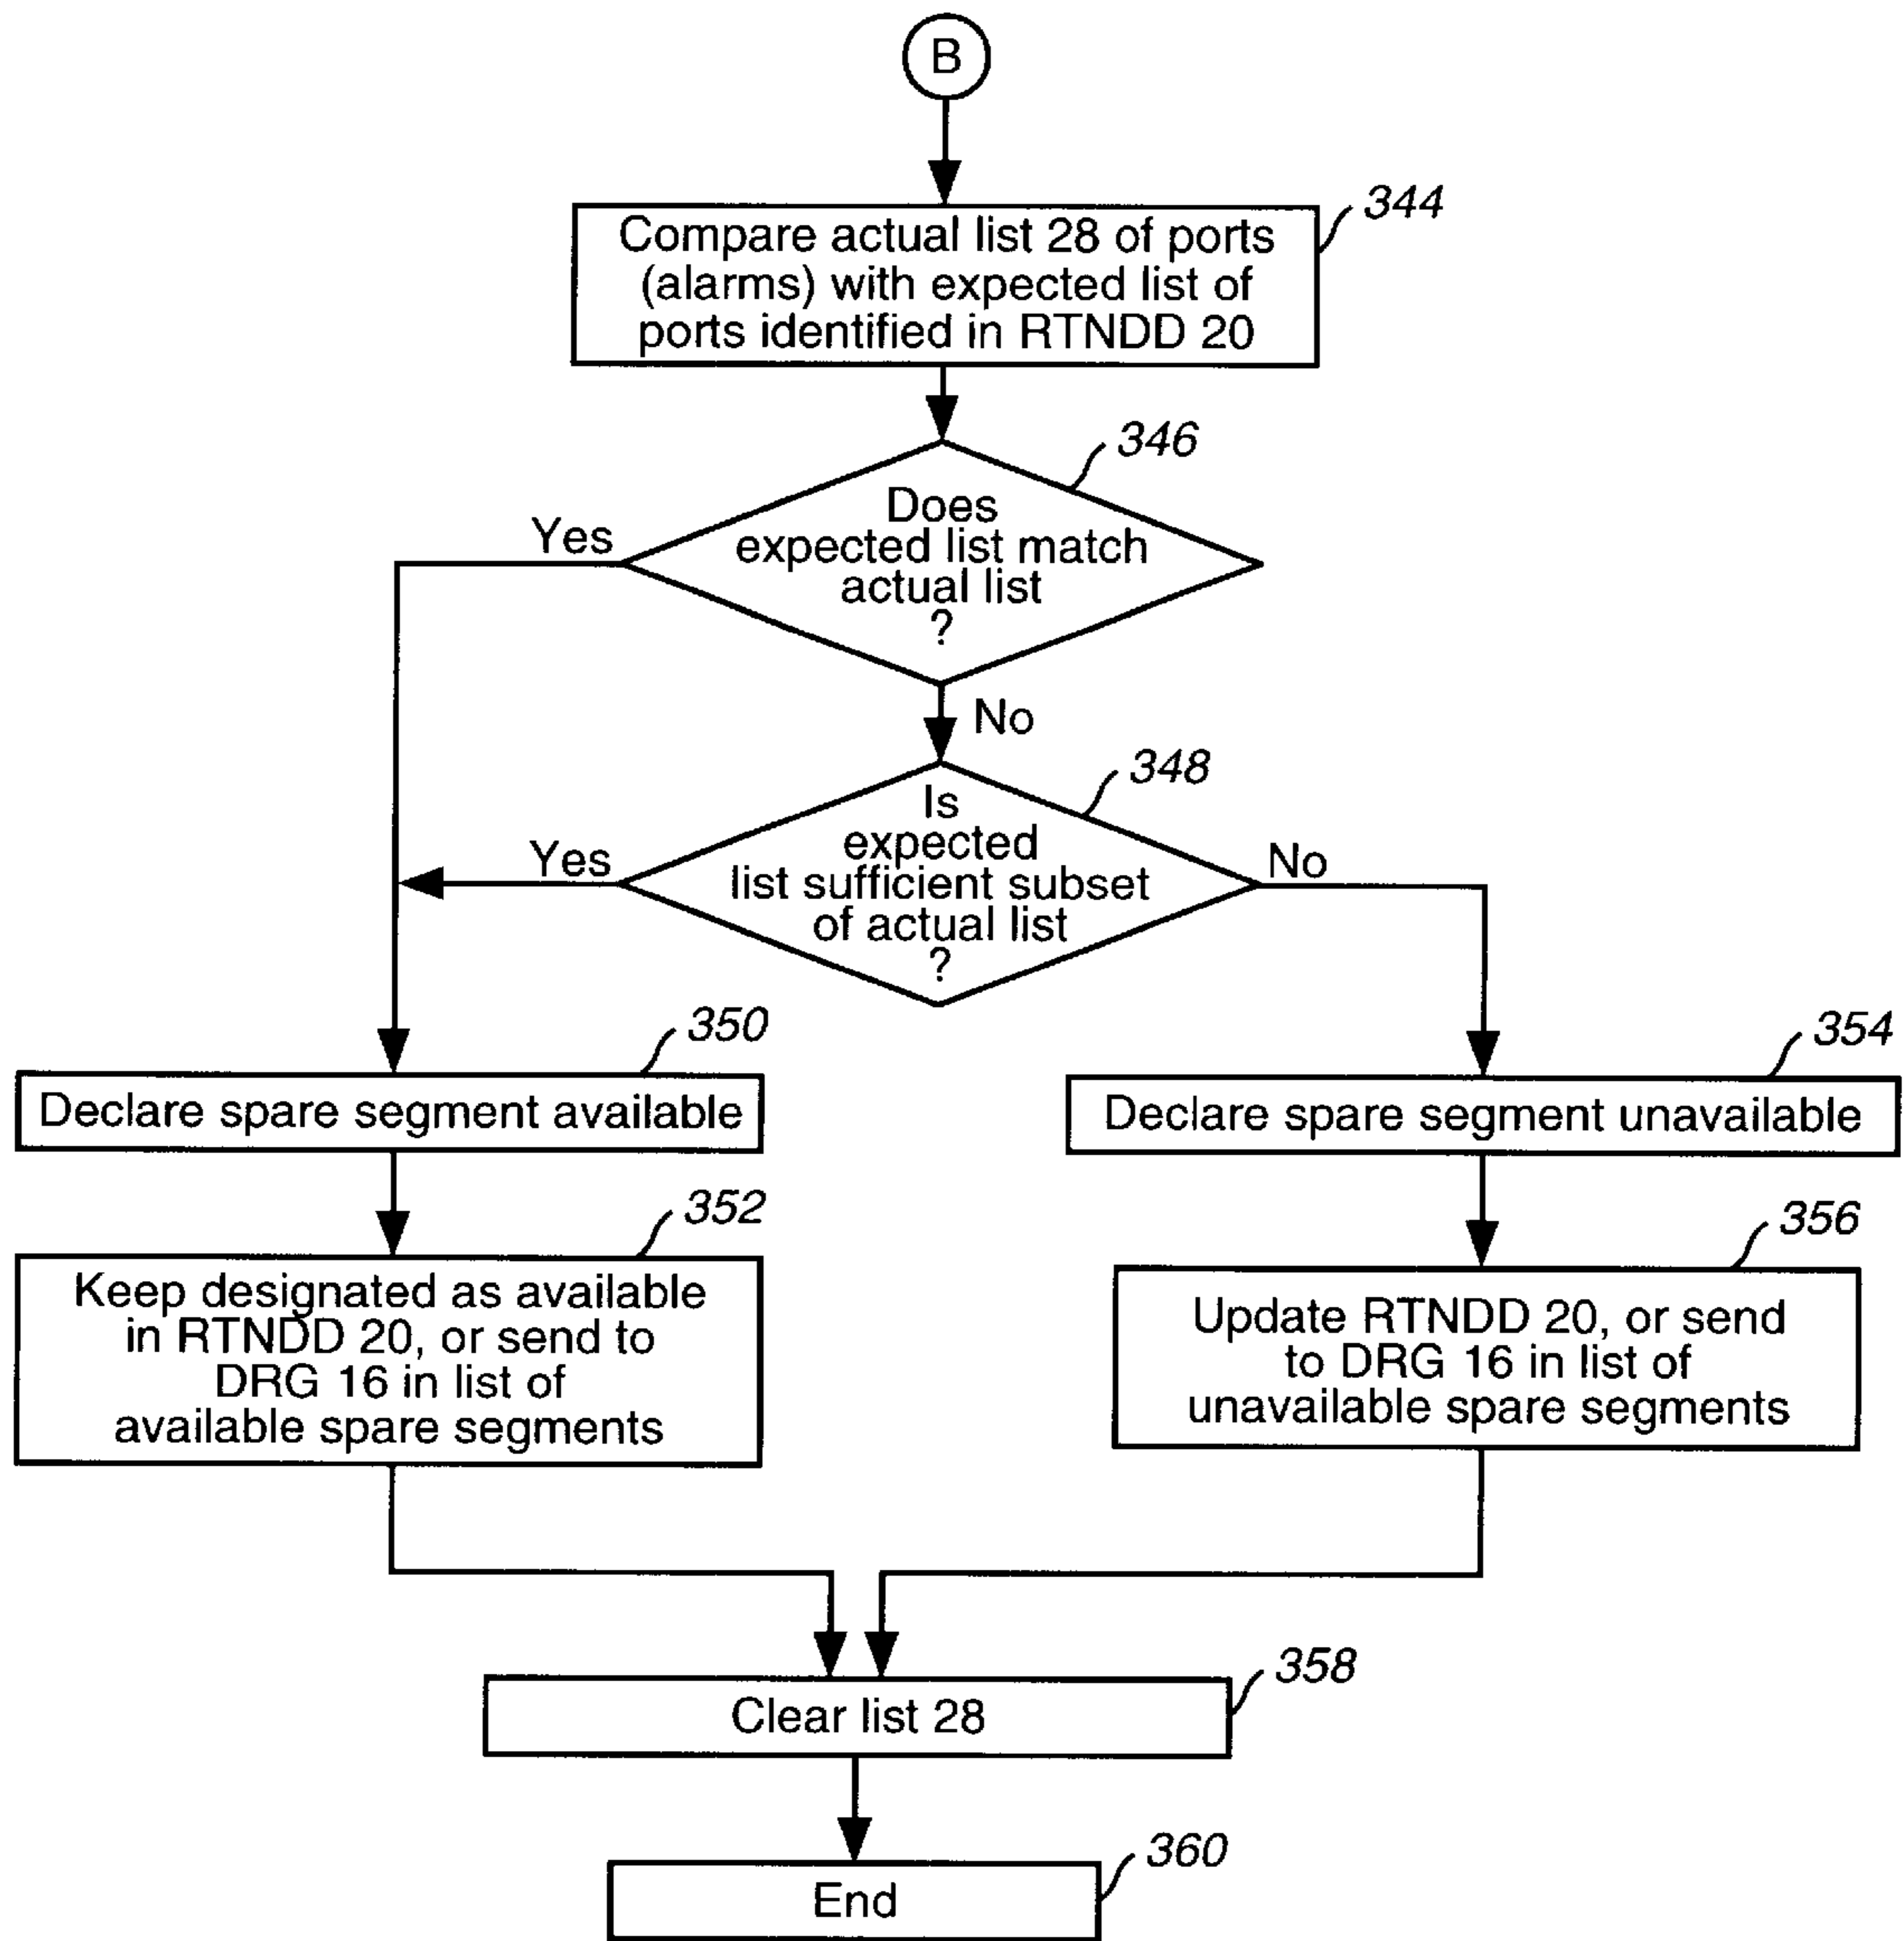 B
344
Compare actual list 28 of ports
(alarms) with expected list of
ports identified in RTNDD 20
346
Does
expected list match
actual list
?
Yes
No
348
Is
expected
list sufficient subset
of actual list
?
Yes
No
350
Declare spare segment available
354
Declare spare segment unavailable
352
Keep designated as available
in RTNDD 20, or send to
DRG 16 in list of
available spare segments
356
Update RTNDD 20, or send
to DRG 16 in list of
unavailable spare segments
358
Clear list 28
360
End